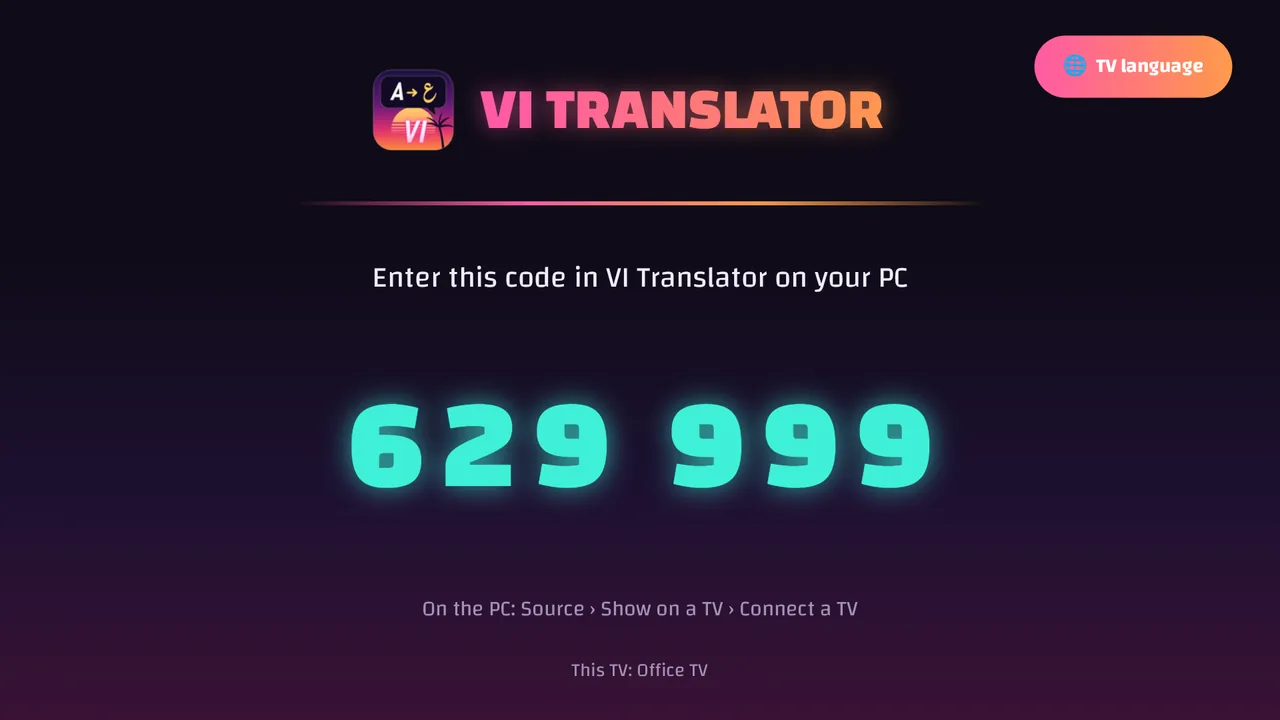 TV language
A→ع
VI
VI TRANSLATOR
Enter this code in VI Translator on your PC
629 999
On the PC: Source › Show on a TV › Connect a TV
This TV: Office TV